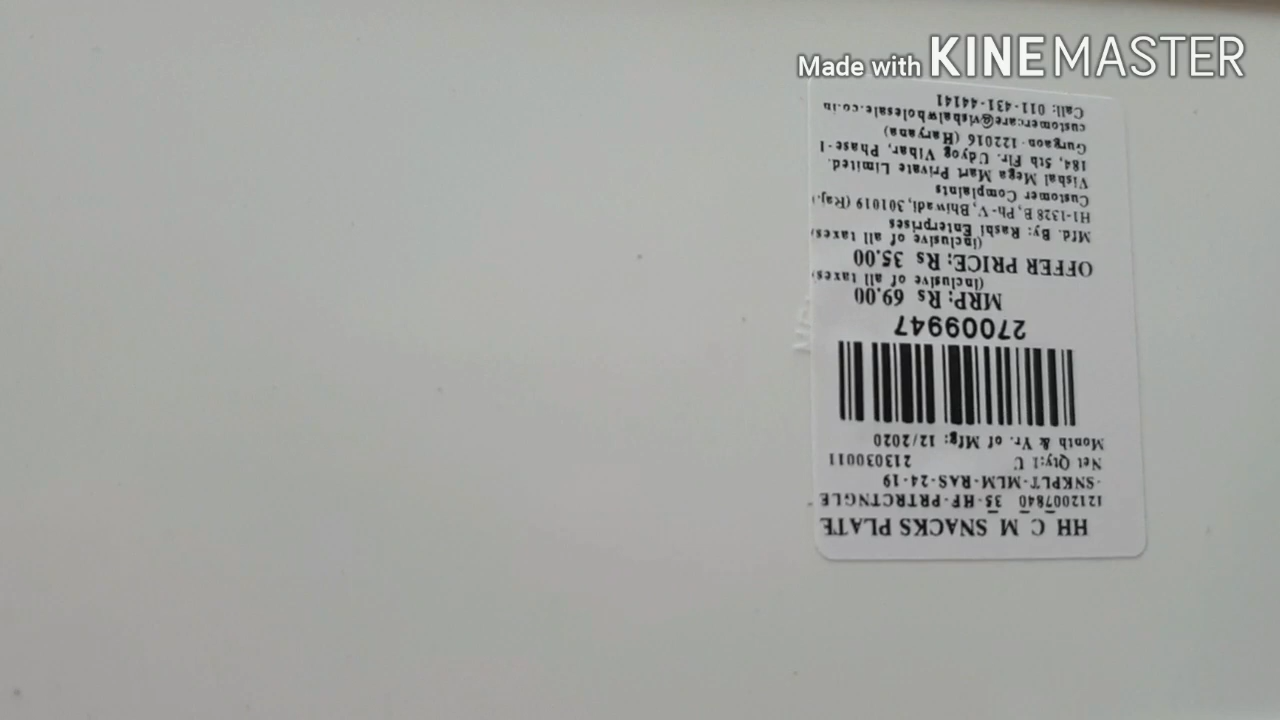 Made with KINEMASTER
HH C M SNACKS PLATE
1212007840 35-HF-PRTRCTNGLE
-SNKPLT-MLM-RAS-24-19
Net Qty:1 U 213030011
Month & Yr. of Mfg: 12/2020
27009947
MRP: Rs 69.00
(inclusive of all taxes)
OFFER PRICE: Rs 35.00
(inclusive of all taxes)
Mfd. By: Rashi Enterprises
H1-1328 E, Ph-V, Bhiwadi, 301019 (Raj.)
Customer Complaints
Vishal Mega Mart Private Limited.
184, 5th Flr. Udyog Vihar, Phase-I
Gurgaon-122016 (Haryana)
customercare@vishalwholesale.co.in
Call: 011-431-44141